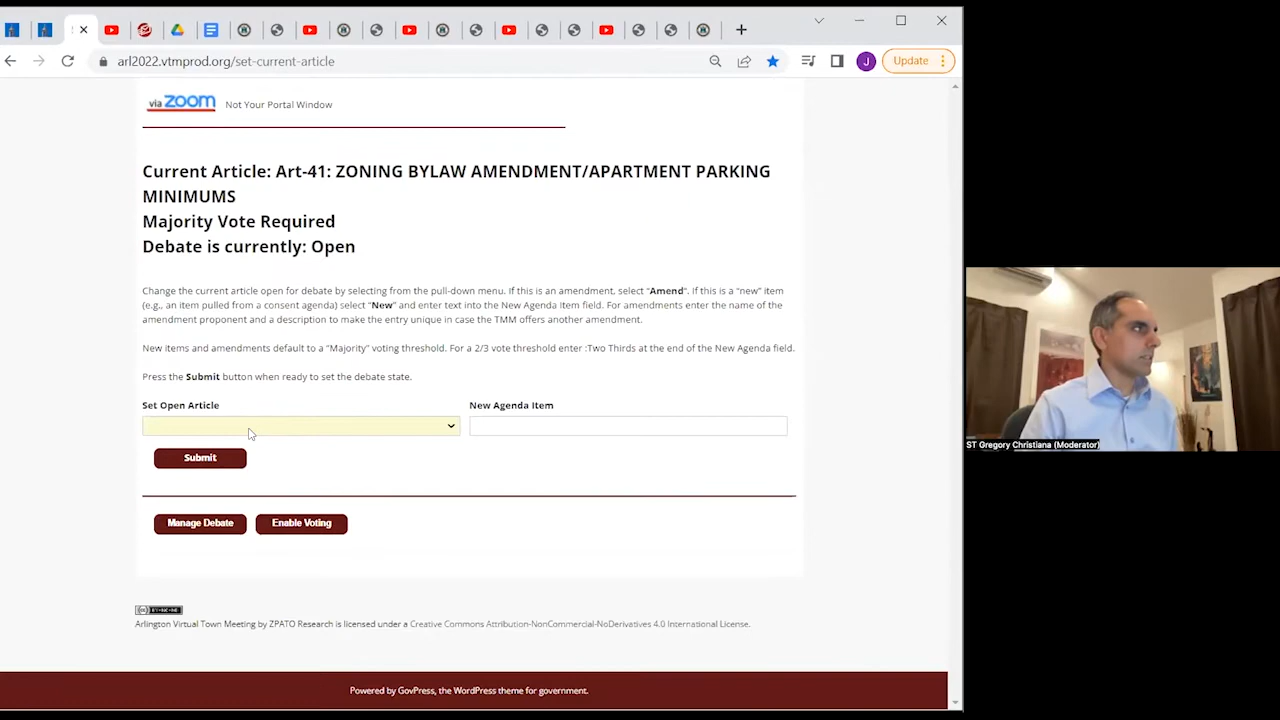 arl2022.vtmprod.org/set-current-article
J
Update
via zoom Not Your Portal Window
Current Article: Art-41: ZONING BYLAW AMENDMENT/APARTMENT PARKING
MINIMUMS
Majority Vote Required
Debate is currently: Open
Change the current article open for debate by selecting from the pull-down menu. If this is an amendment, select “Amend”. If this is a “new” item
(e.g., an item pulled from a consent agenda) select “New” and enter text into the New Agenda Item field. For amendments enter the name of the
amendment proponent and a description to make the entry unique in case the TMM offers another amendment.
New items and amendments default to a “Majority” voting threshold. For a 2/3 vote threshold enter :Two Thirds at the end of the New Agenda field.
Press the Submit button when ready to set the debate state.
Set Open Article New Agenda Item
Submit
Manage Debate Enable Voting
Arlington Virtual Town Meeting by ZPATO Research is licensed under a Creative Commons Attribution-NonCommercial-NoDerivatives 4.0 International License.
Powered by GovPress, the WordPress theme for government.
ST Gregory Christiana (Moderator)